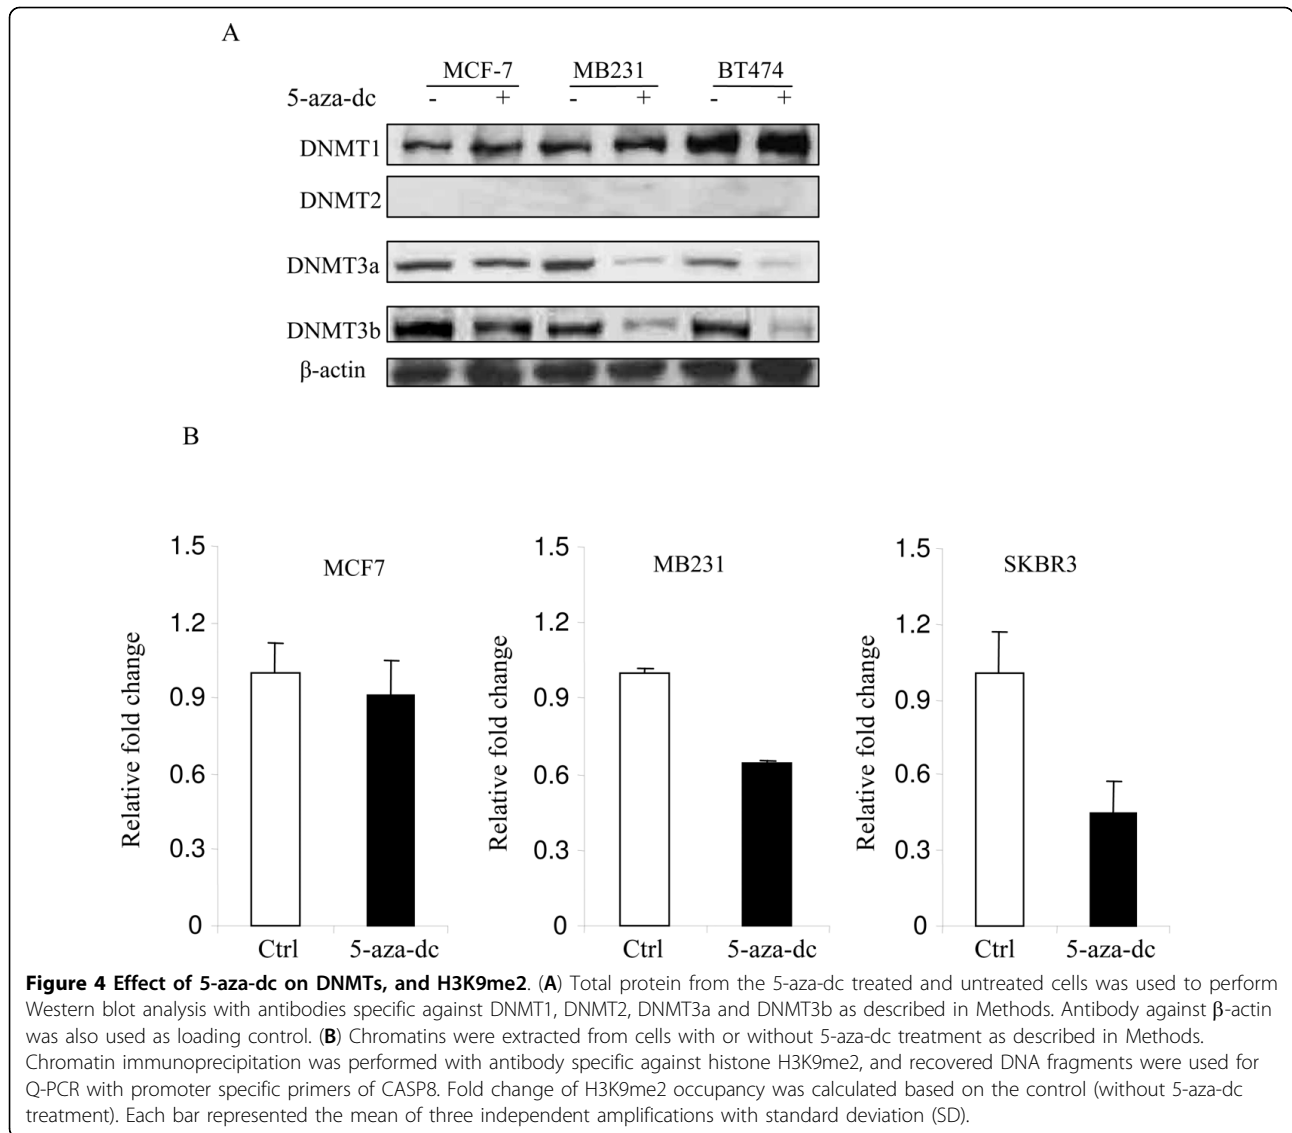 A
MCF-7 MB231 BT474
5-aza-dc - + - + - +
DNMT1
DNMT2
DNMT3a
DNMT3b
β-actin
B
1.5
1.2
0.9
0.6
0.3
0
Relative fold change
MCF7
Ctrl 5-aza-dc
1.5
1.2
0.9
0.6
0.3
0
Relative fold change
MB231
Ctrl 5-aza-dc
1.5
1.2
0.9
0.6
0.3
0
Relative fold change
SKBR3
Ctrl 5-aza-dc
Figure 4 Effect of 5-aza-dc on DNMTs, and H3K9me2. (A) Total protein from the 5-aza-dc treated and untreated cells was used to perform
Western blot analysis with antibodies specific against DNMT1, DNMT2, DNMT3a and DNMT3b as described in Methods. Antibody against β-actin
was also used as loading control. (B) Chromatins were extracted from cells with or without 5-aza-dc treatment as described in Methods.
Chromatin immunoprecipitation was performed with antibody specific against histone H3K9me2, and recovered DNA fragments were used for
Q-PCR with promoter specific primers of CASP8. Fold change of H3K9me2 occupancy was calculated based on the control (without 5-aza-dc
treatment). Each bar represented the mean of three independent amplifications with standard deviation (SD).